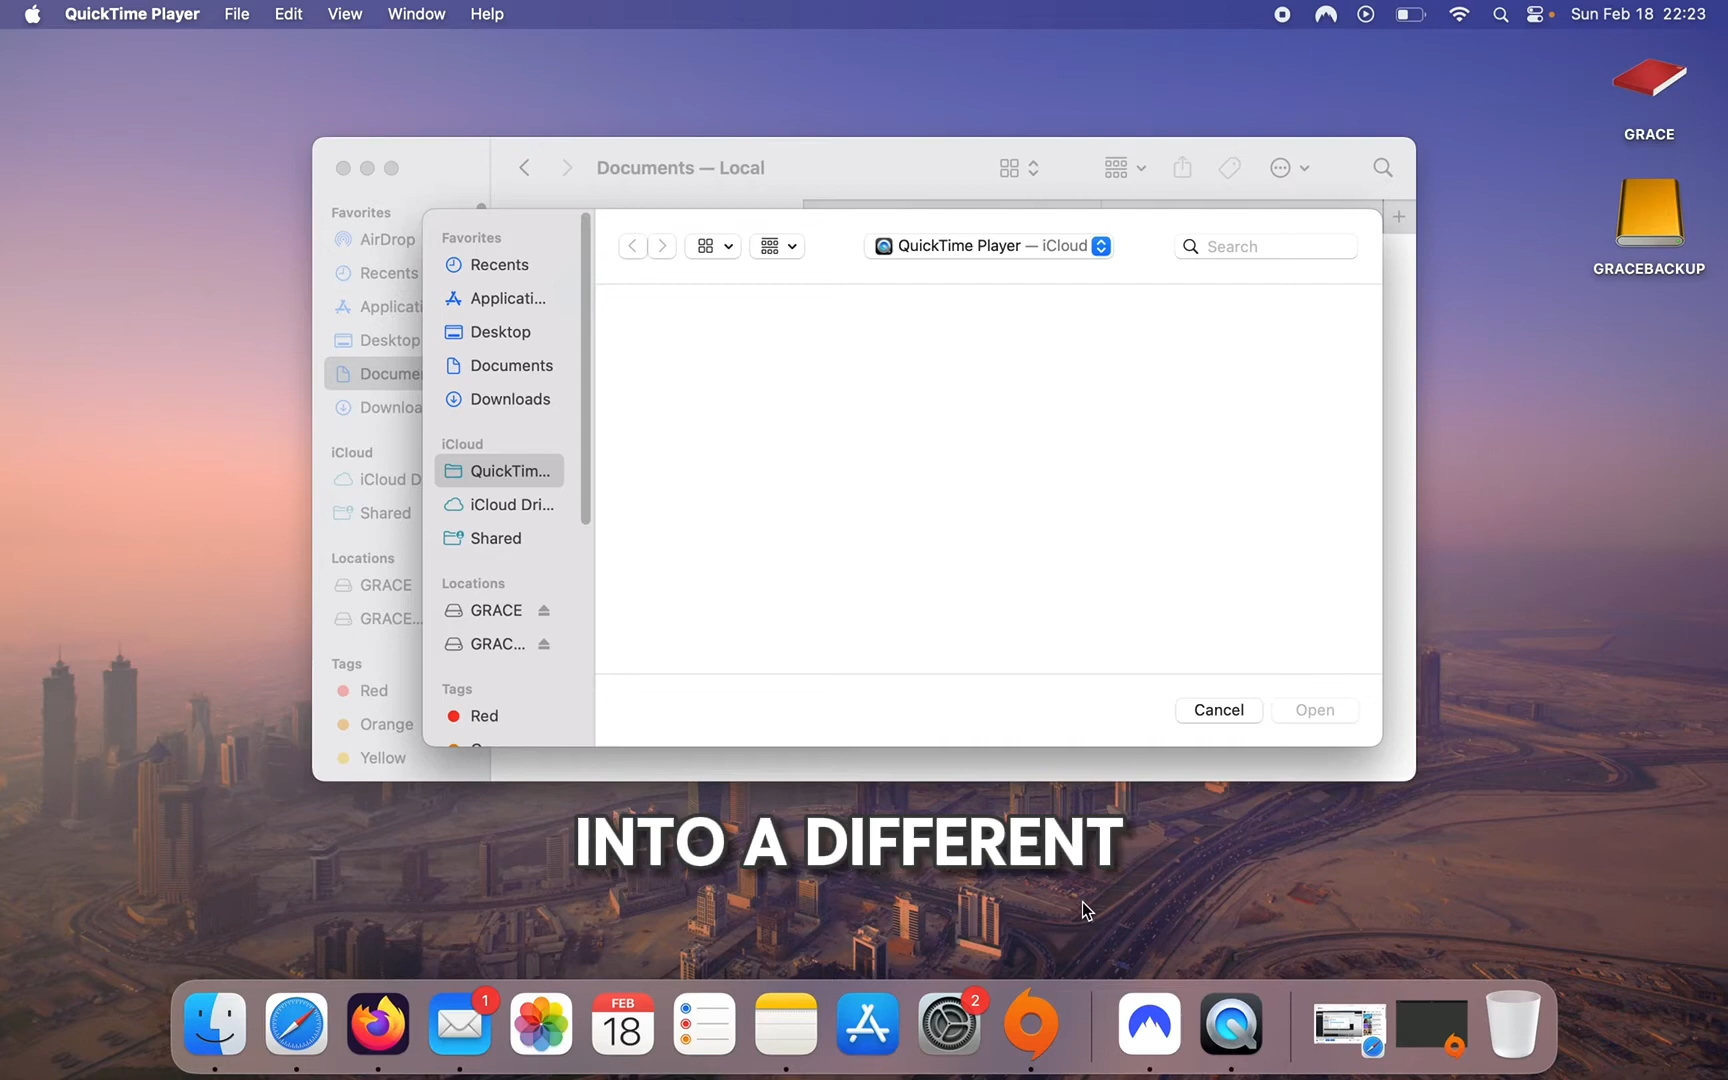 QuickTime Player File Edit View Window Help Sun Feb 18 22:23
GRACE
GRACEBACKUP
Documents — Local
Favorites
AirDrop
Recents
Applicati
Desktop
Docume
Downloa
iCloud
iCloud D
Shared
Locations
GRACE
GRACE...
Tags
Red
Orange
Yellow
Favorites
Recents
Applicati...
Desktop
Documents
Downloads
iCloud
QuickTim...
iCloud Dri...
Shared
Locations
GRACE
GRAC...
Tags
Red
QuickTime Player — iCloud
Search
Cancel Open
INTO A DIFFERENT
1
FEB
18
2